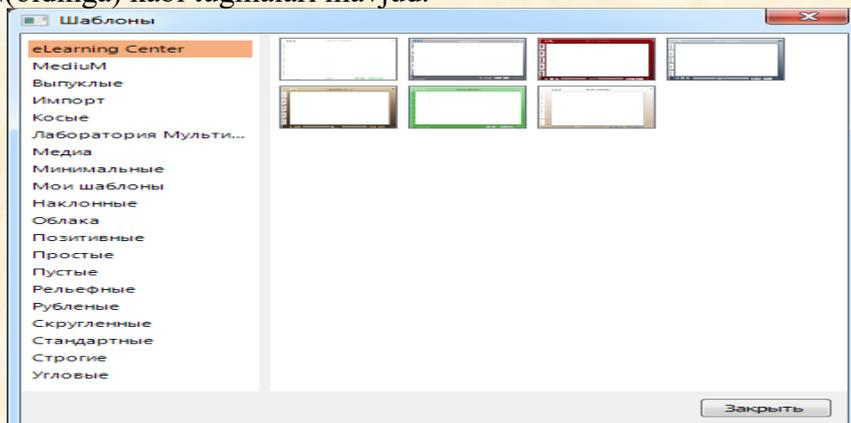 (oldinga) kabi tugmalari mavjud.
Шаблоны
eLearning Center
MediuM
Выпуклые
Импорт
Косые
Лаборатория Мульти...
Медиа
Минимальные
Мои шаблоны
Наклонные
Облака
Позитивные
Простые
Пустые
Рельефные
Рубленые
Скругленные
Стандартные
Строгие
Угловые
Закрыть